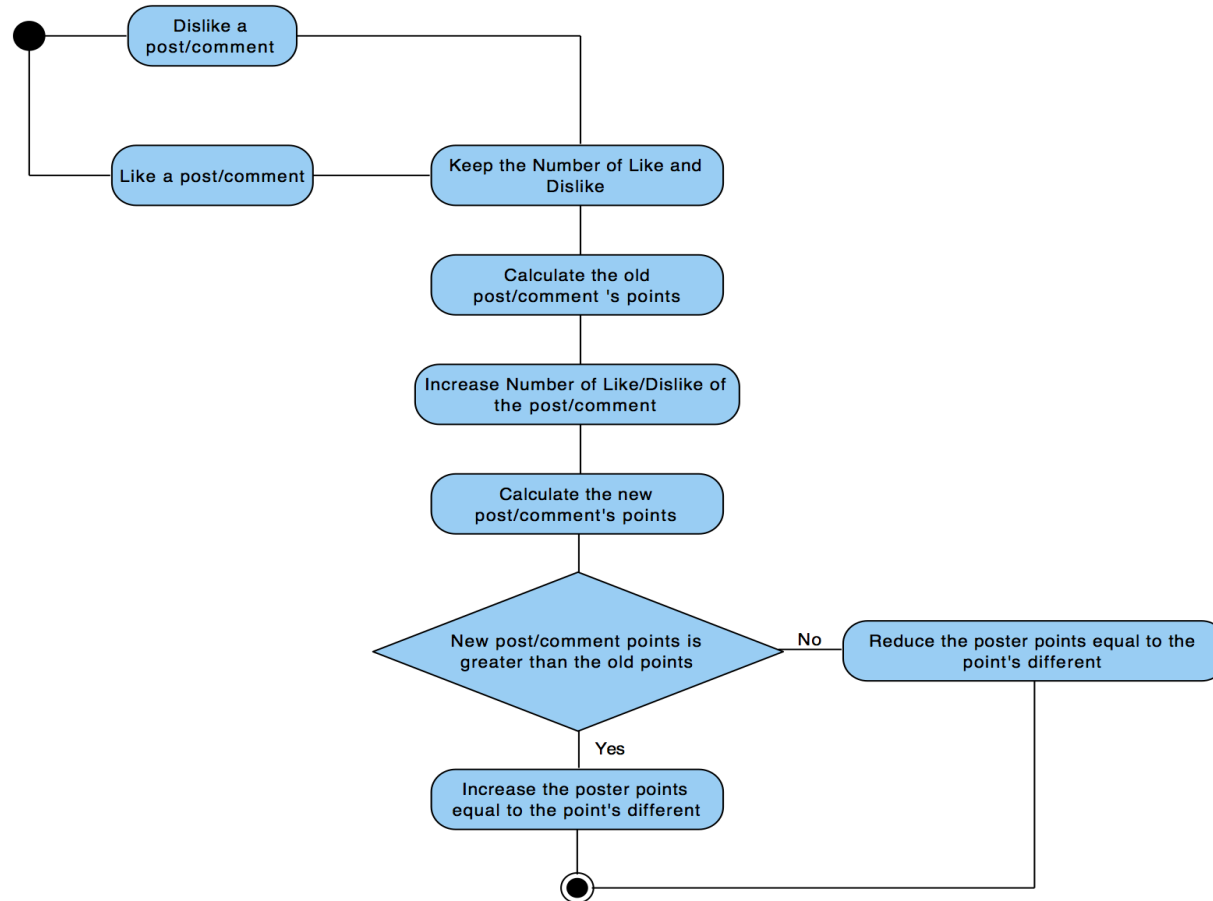 Dislike a
post/comment
Like a post/comment
Keep the Number of Like and
Dislike
Calculate the old
post/comment 's points
Increase Number of Like/Dislike of
the post/comment
Calculate the new
post/comment's points
New post/comment points is
greater than the old points
No
Reduce the poster points equal to the
point's different
Yes
Increase the poster points
equal to the point's different